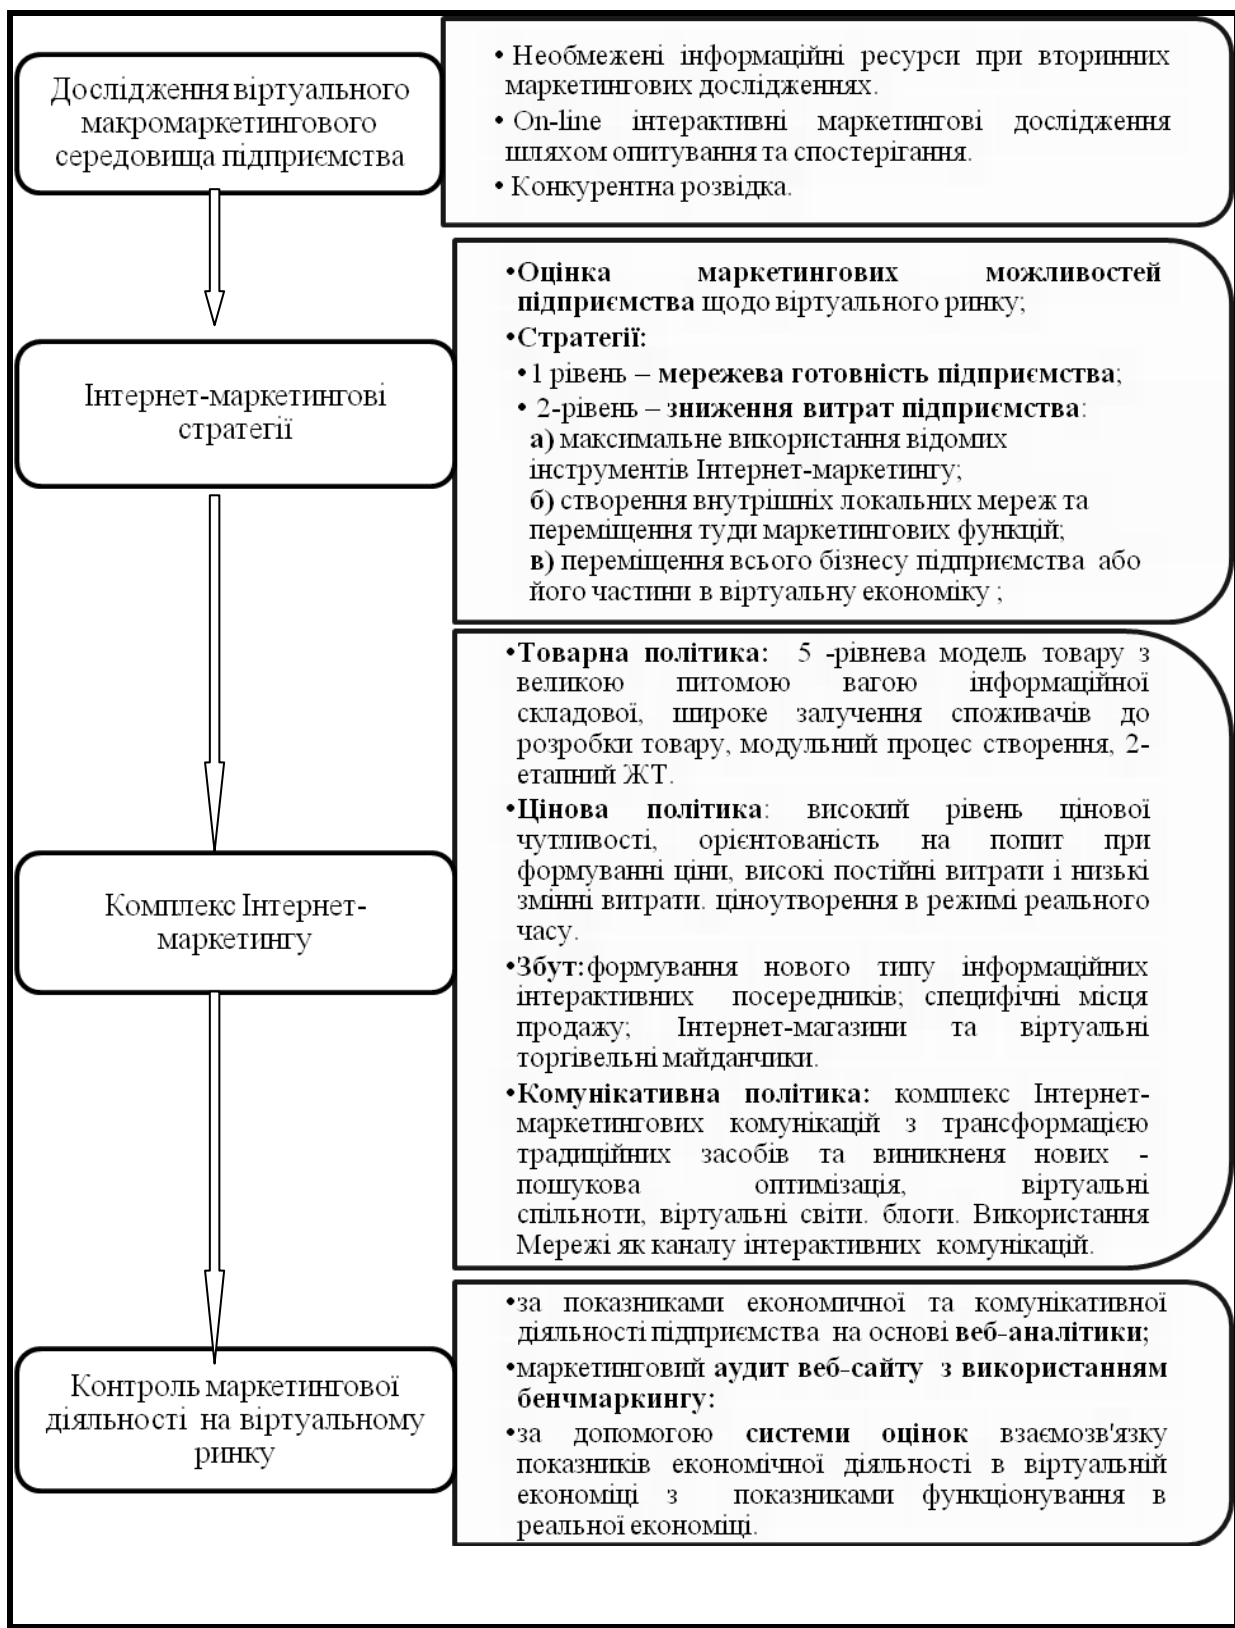 Дослідження віртуального
макромаркетингового
середовища підприємства
• Необмежені інформаційні ресурси при вторинних
маркетингових дослідженнях.
• On-line інтерактивні маркетингові дослідження
шляхом опитування та спостерігання.
• Конкурентна розвідка.
Інтернет-маркетингові
стратегії
•Оцінка маркетингових можливостей
підприємства щодо віртуального ринку;
•Стратегії:
•1 рівень – мережева готовність підприємства;
• 2-рівень – зниження витрат підприємства:
а) максимальне використання відомих
інструментів Інтернет-маркетингу;
б) створення внутрішніх локальних мереж та
переміщення туди маркетингових функцій;
в) переміщення всього бізнесу підприємства або
його частини в віртуальну економіку ;
Комплекс Інтернет-
маркетингу
•Товарна політика: 5 -рівнева модель товару з
великою питомою вагою інформаційної
складової, широке залучення споживачів до
розробки товару, модульний процес створення, 2-
етапний ЖТ.
•Цінова політика: високий рівень цінової
чутливості, орієнтованість на попит при
формуванні ціни, високі постійні витрати і низькі
змінні витрати. ціноутворення в режимі реального
часу.
•Збут:формування нового типу інформаційних
інтерактивних посередників; специфічні місця
продажу; Інтернет-магазини та віртуальні
торгівельні майданчики.
•Комунікативна політика: комплекс Інтернет-
маркетингових комунікацій з трансформацією
традиційних засобів та виникненя нових -
пошукова оптимізація, віртуальні
спільноти, віртуальні світи. блоги. Використання
Мережі як каналу інтерактивних комунікацій.
Контроль маркетингової
діяльності на віртуальному
ринку
•за показниками економичної та комунікативної
діяльності підприємства на основі веб-аналітики;
•маркетинговий аудит веб-сайту з використанням
бенчмаркингу:
•за допомогою системи оцінок взаємозв'язку
показників економічної діяльності в віртуальній
економіці з показниками функціонування в
реальної економіці.